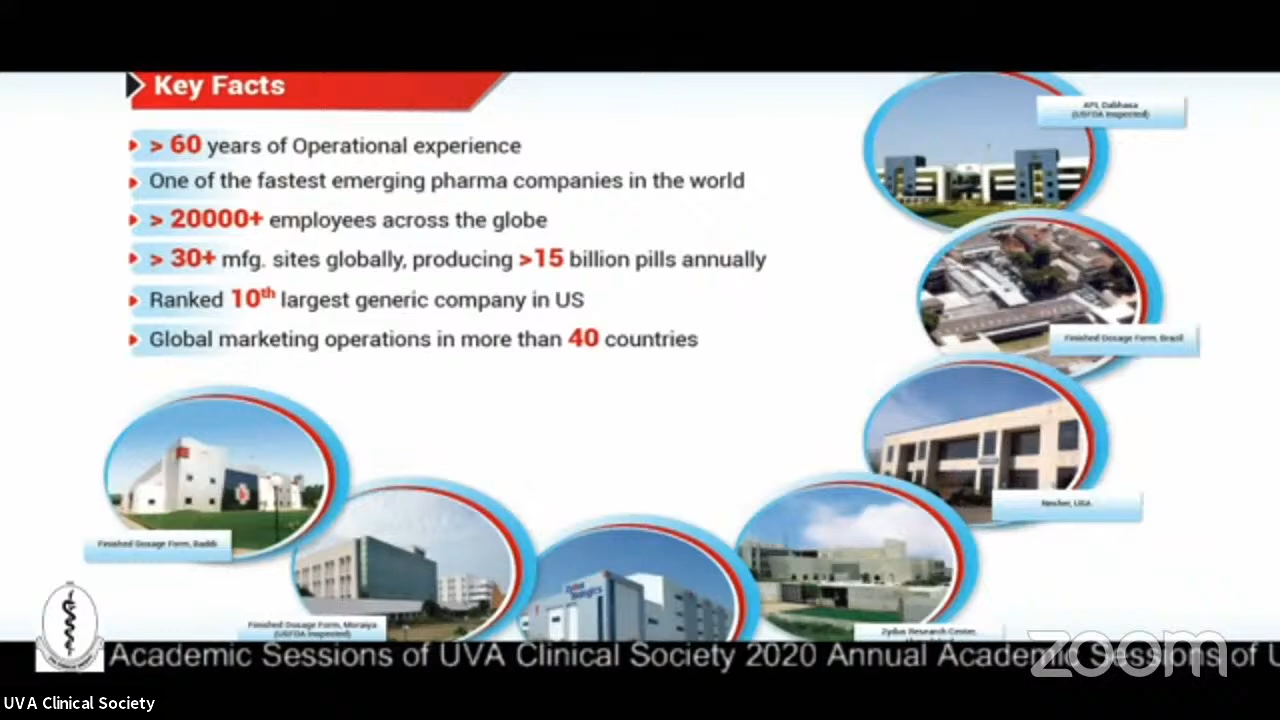 Key Facts
> 60 years of Operational experience
One of the fastest emerging pharma companies in the world
> 20000+ employees across the globe
> 30+ mfg. sites globally, producing >15 billion pills annually
Ranked 10th largest generic company in US
Global marketing operations in more than 40 countries
API, Dabhasa
(USFDA Inspected)
Finished Dosage Form, Brazil
Nesher, USA
Finished Dosage Form, Baddi
Finished Dosage Form, Moraiya
(USFDA Inspected)
Zydus
Biologics
Zydus Research Center,
Academic Sessions of UVA Clinical Society 2020 Annual Academic Sessions of U
zoom
UVA Clinical Society